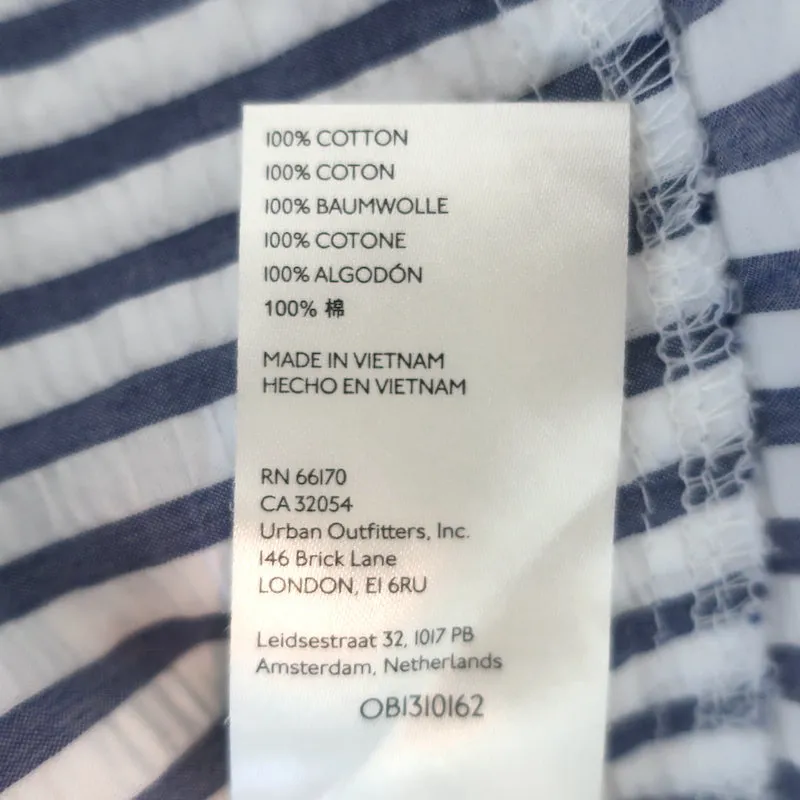 100% COTTON
100% COTON
100% BAUMWOLLE
100% COTONE
100% ALGODÓN
100% 棉
MADE IN VIETNAM
HECHO EN VIETNAM
RN 66170
CA 32054
Urban Outfitters, Inc.
146 Brick Lane
LONDON, E1 6RU
Leidsestraat 32, 1017 PB
Amsterdam, Netherlands
OB1310162